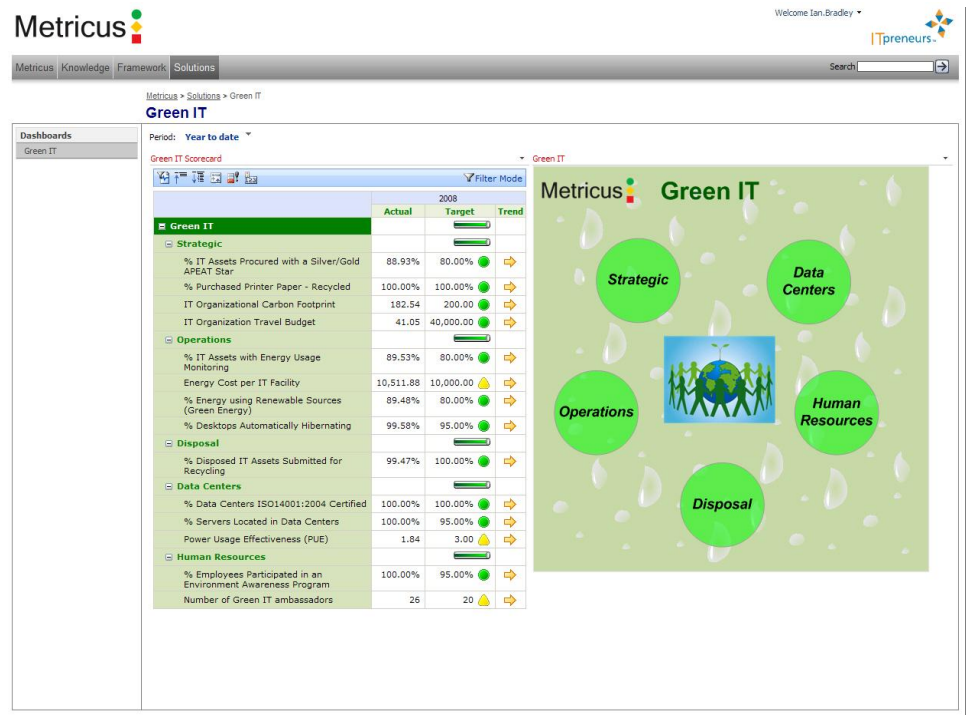 Metricus
Welcome Ian.Bradley
ITpreneurs
Metricus Knowledge Framework Solutions
Search
Metricus > Solutions > Green IT
Green IT
Dashboards
Green IT
Period: Year to date
Green IT Scorecard
Filter Mode
2008
Actual Target Trend
Green IT
Strategic
% IT Assets Procured with a Silver/Gold APEAT Star 88.93% 80.00%
% Purchased Printer Paper - Recycled 100.00% 100.00%
IT Organizational Carbon Footprint 182.54 200.00
IT Organization Travel Budget 41.05 40,000.00
Operations
% IT Assets with Energy Usage Monitoring 89.53% 80.00%
Energy Cost per IT Facility 10,511.88 10,000.00
% Energy using Renewable Sources (Green Energy) 89.48% 80.00%
% Desktops Automatically Hibernating 99.58% 95.00%
Disposal
% Disposed IT Assets Submitted for Recycling 99.47% 100.00%
Data Centers
% Data Centers ISO14001:2004 Certified 100.00% 100.00%
% Servers Located in Data Centers 100.00% 95.00%
Power Usage Effectiveness (PUE) 1.84 3.00
Human Resources
% Employees Participated in an Environment Awareness Program 100.00% 95.00%
Number of Green IT ambassadors 26 20
Green IT
Metricus Green IT
Strategic
Data
Centers
Operations
Human
Resources
Disposal